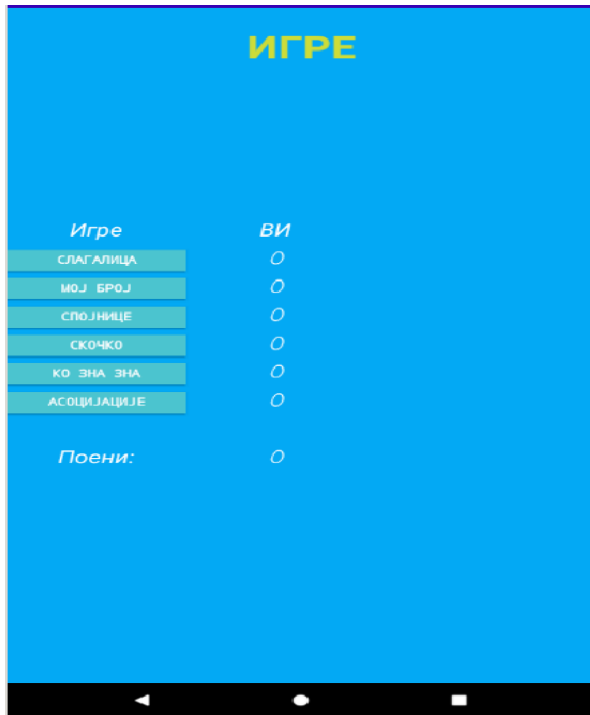 ИГРЕ
Игре ВИ
СЛАГАЛИЦА 0
МОЈ БРОЈ 0
СПОЈНИЦЕ 0
СКОЧКО 0
КО ЗНА ЗНА 0
АСОЦИЈАЦИЈЕ 0
Поени: 0